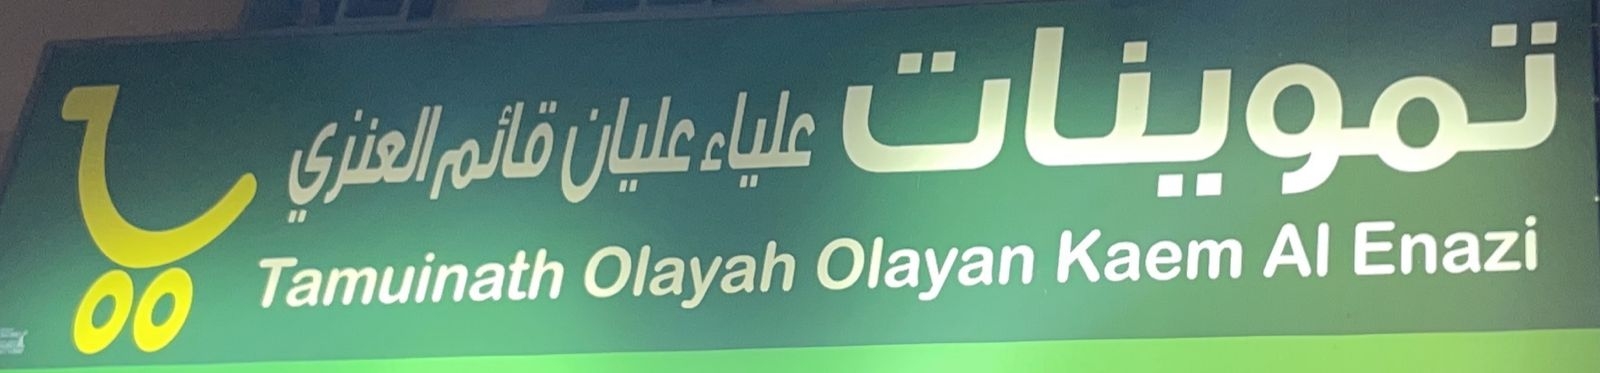 تموينات علياء عليان قائم العنزي
Tamuinath Olayah Olayan Kaem Al Enazi